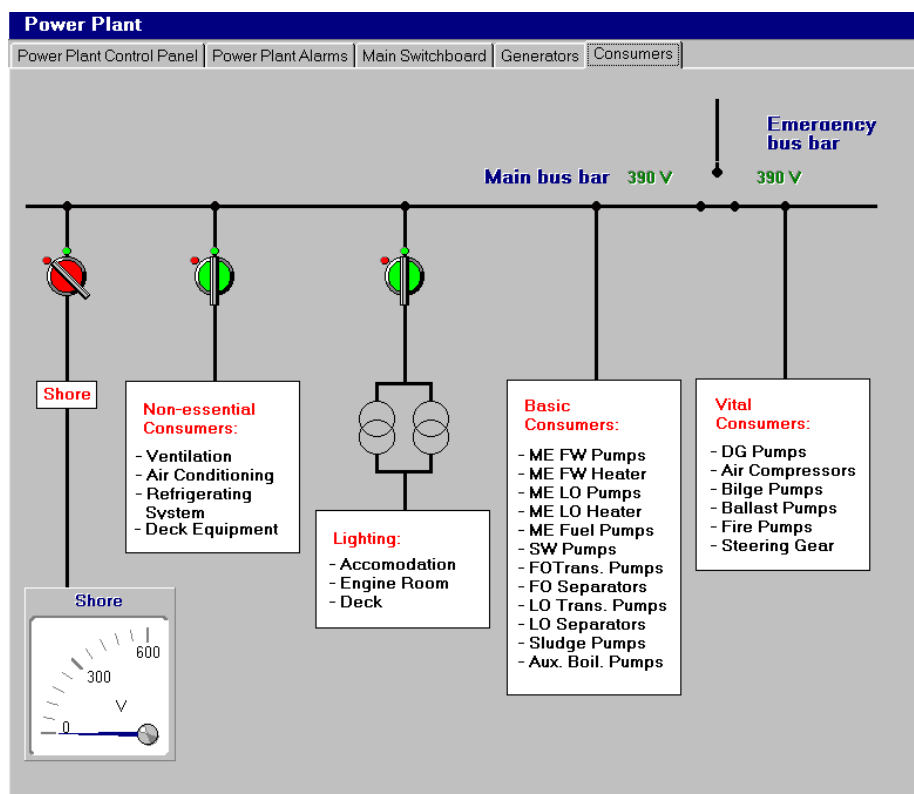 Power Plant
Power Plant Control Panel
Power Plant Alarms
Main Switchboard
Generators
Consumers
Emergency
bus bar
Main bus bar
390 V
390 V
Shore
Non-essential
Consumers:
- Ventilation
- Air Conditioning
- Refrigerating
System
- Deck Equipment
Lighting:
- Accomodation
- Engine Room
- Deck
Basic
Consumers:
- ME FW Pumps
- ME FW Heater
- ME LO Pumps
- ME LO Heater
- ME Fuel Pumps
- SW Pumps
- FOTrans. Pumps
- FO Separators
- LO Trans. Pumps
- LO Separators
- Sludge Pumps
- Aux. Boil. Pumps
Vital
Consumers:
- DG Pumps
- Air Compressors
- Bilge Pumps
- Ballast Pumps
- Fire Pumps
- Steering Gear
Shore
600
300
V
0